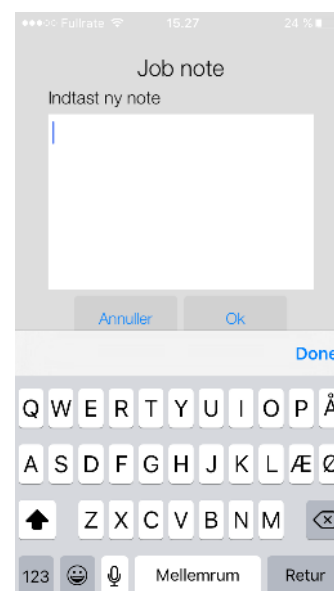 Fullrate 15.27 24 %
Job note
Indtast ny note
Annuller Ok
Done
Q W E R T Y U I O P Å
A S D F G H J K L Æ Ø
Z X C V B N M
123 Mellemrum Retur